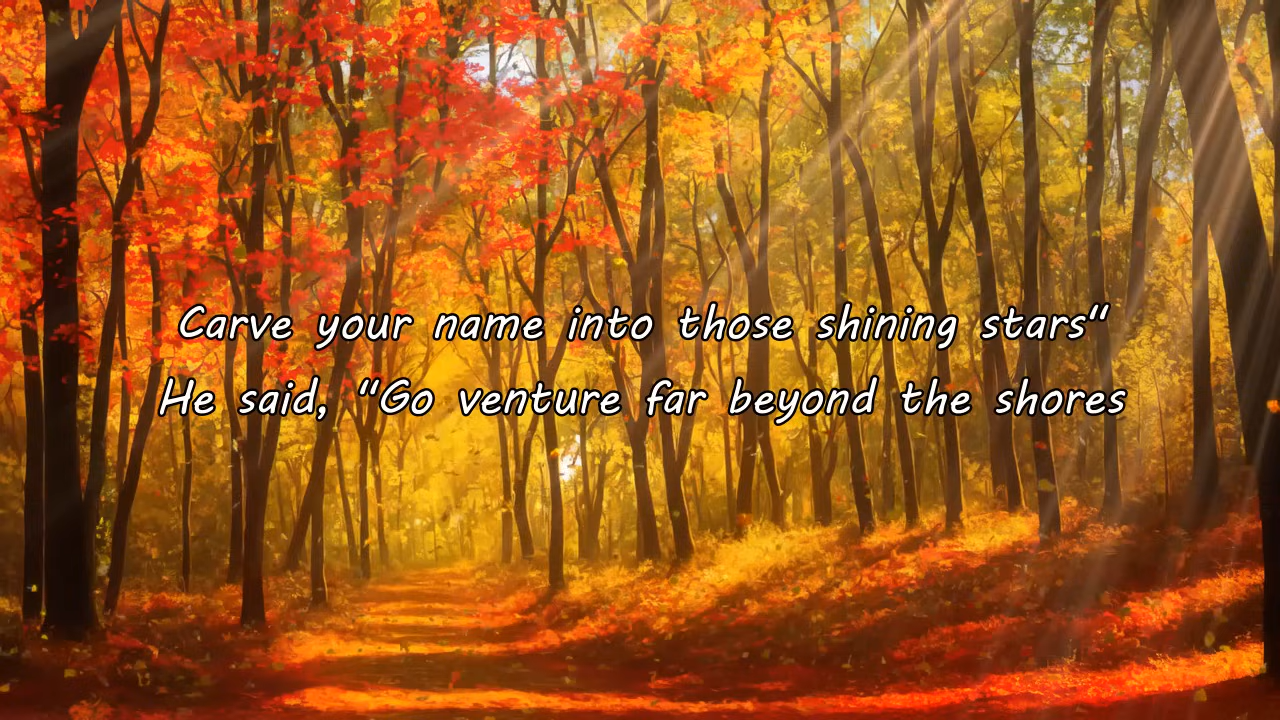 Carve your name into those shining stars“
He said, “Go venture far beyond the shores